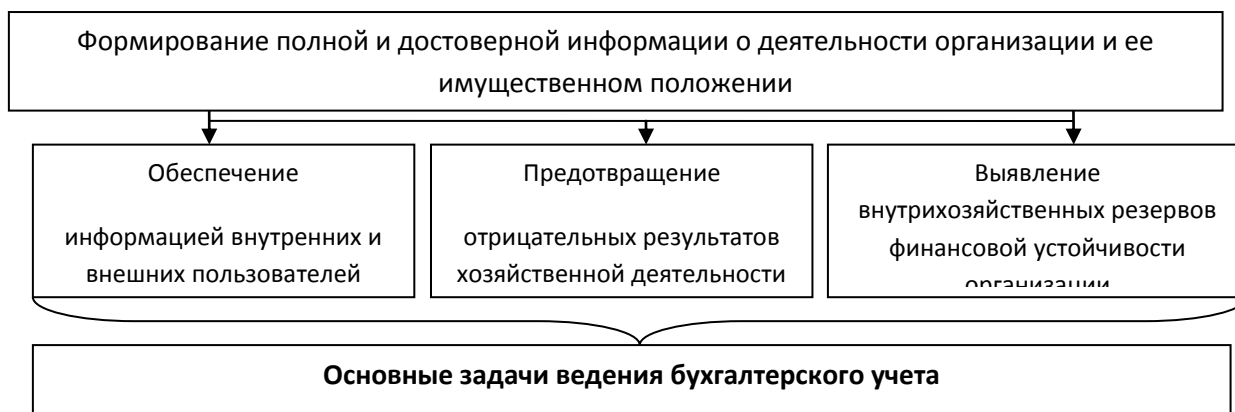 Формирование полной и достоверной информации о деятельности организации и ее
имущественном положении
Обеспечение
информацией внутренних и
внешних пользователей
Предотвращение
отрицательных результатов
хозяйственной деятельности
Выявление
внутрихозяйственных резервов
финансовой устойчивости
организации
Основные задачи ведения бухгалтерского учета